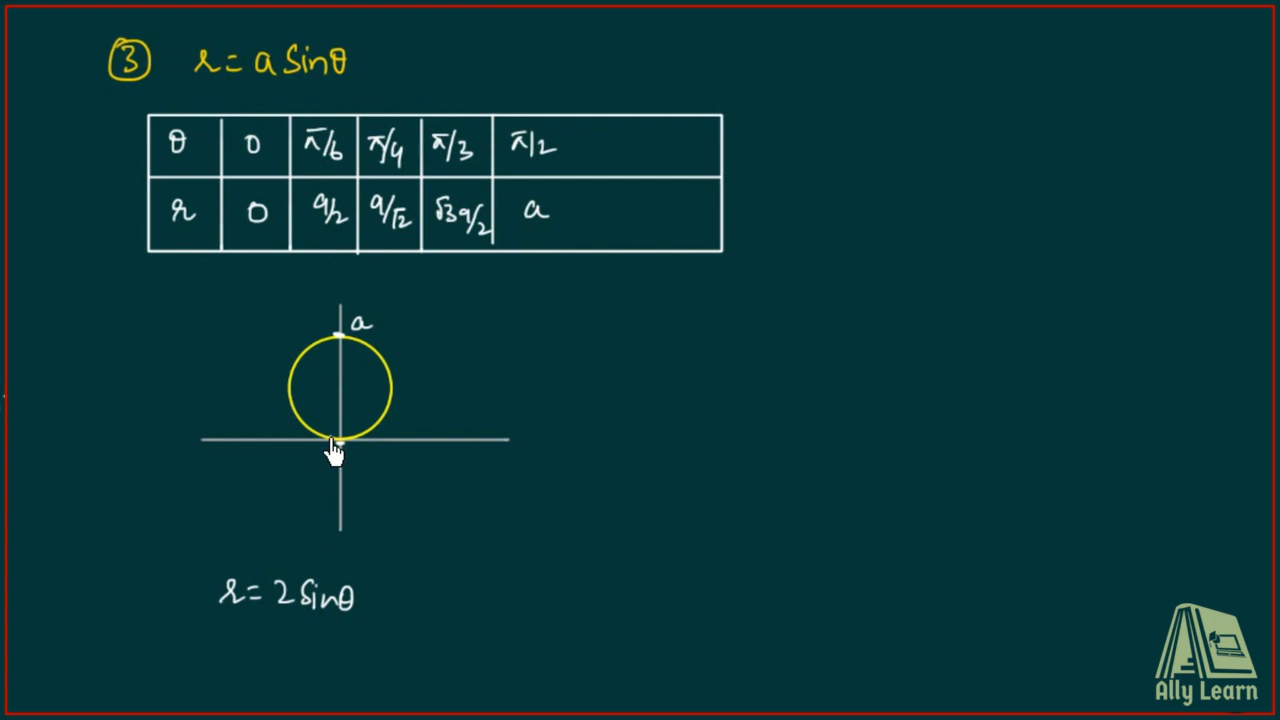 ③ r = a Sinθ
θ 0 π/6 π/4 π/3 π/2
r 0 a/2 a/√2 √3a/2 a
a
r = 2 Sinθ
Ally Learn